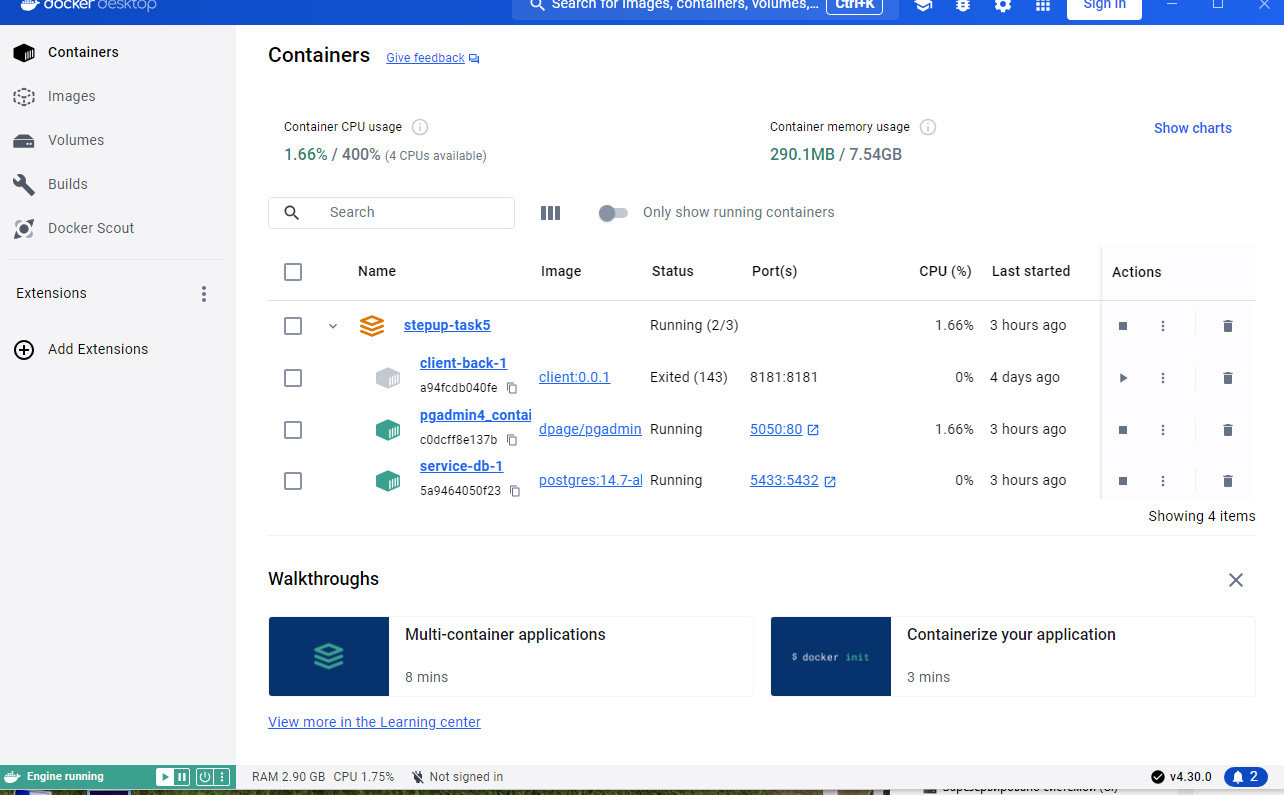 docker desktop
Search for images, containers, volumes,... Ctrl+K
Sign in
Containers
Images
Volumes
Builds
Docker Scout
Extensions
Add Extensions
Containers Give feedback
Container CPU usage
1.66% / 400% (4 CPUs available)
Container memory usage
290.1MB / 7.54GB
Show charts
Search
Only show running containers
Name Image Status Port(s) CPU (%) Last started Actions
stepup-task5 Running (2/3) 1.66% 3 hours ago
client-back-1
a94fcdb040fe
client:0.0.1 Exited (143) 8181:8181 0% 4 days ago
pgadmin4_contai
c0dcff8e137b
dpage/pgadmin Running 5050:80 1.66% 3 hours ago
service-db-1
5a9464050f23
postgres:14.7-al Running 5433:5432 0% 3 hours ago
Showing 4 items
Walkthroughs
Multi-container applications
8 mins
$ docker init
Containerize your application
3 mins
View more in the Learning center
Engine running
RAM 2.90 GB CPU 1.75% Not signed in
v4.30.0
2